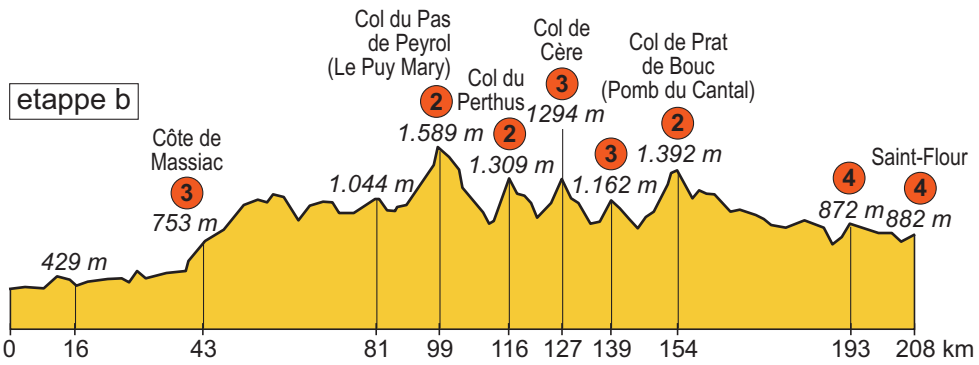 etappe b
429 m
Côte de
Massiac
3
753 m
1.044 m
Col du Pas
de Peyrol
(Le Puy Mary)
2
1.589 m
Col du
Perthus
2
1.309 m
Col de
Cère
3
1294 m
3
1.162 m
Col de Prat
de Bouc
(Pomb du Cantal)
2
1.392 m
4
872 m
Saint-Flour
4
882 m
0 16 43 81 99 116 127 139 154 193 208 km